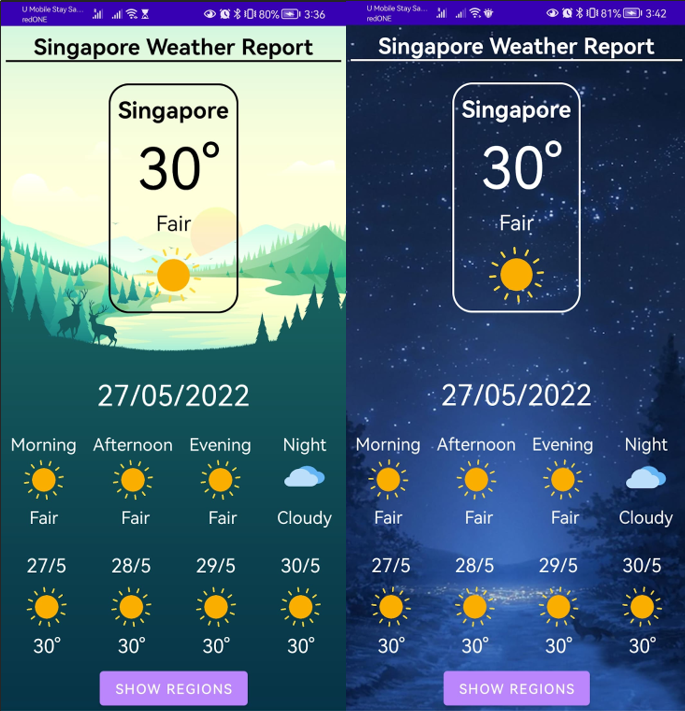 U Mobile Stay Sa...
redONE
80% 3:36
Singapore Weather Report
Singapore
30°
Fair
27/05/2022
Morning Afternoon Evening Night
Fair Fair Fair Cloudy
27/5 28/5 29/5 30/5
30° 30° 30° 30°
SHOW REGIONS
U Mobile Stay Sa...
redONE
81% 3:42
Singapore Weather Report
Singapore
30°
Fair
27/05/2022
Morning Afternoon Evening Night
Fair Fair Fair Cloudy
27/5 28/5 29/5 30/5
30° 30° 30° 30°
SHOW REGIONS